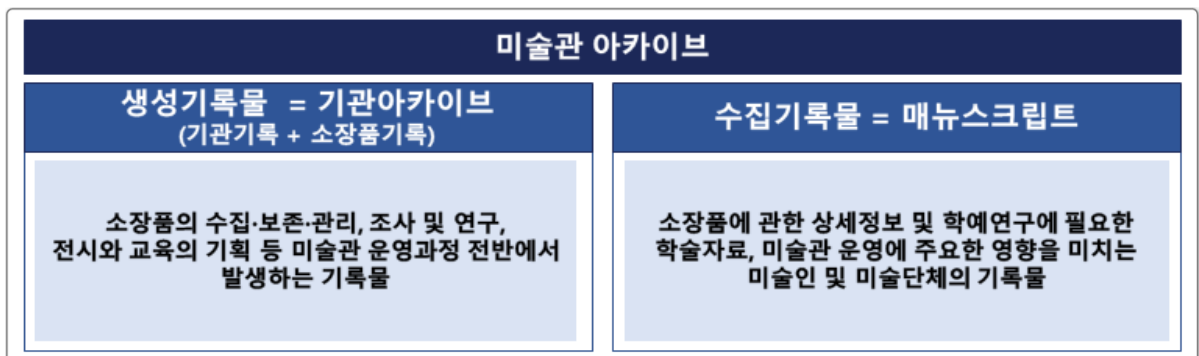 미술관 아카이브
생성기록물 = 기관아카이브
(기관기록 + 소장품기록)
소장품의 수집·보존·관리, 조사 및 연구,
전시와 교육의 기획 등 미술관 운영과정 전반에서
발생하는 기록물
수집기록물 = 매뉴스크립트
소장품에 관한 상세정보 및 학예연구에 필요한
학술자료, 미술관 운영에 주요한 영향을 미치는
미술인 및 미술단체의 기록물